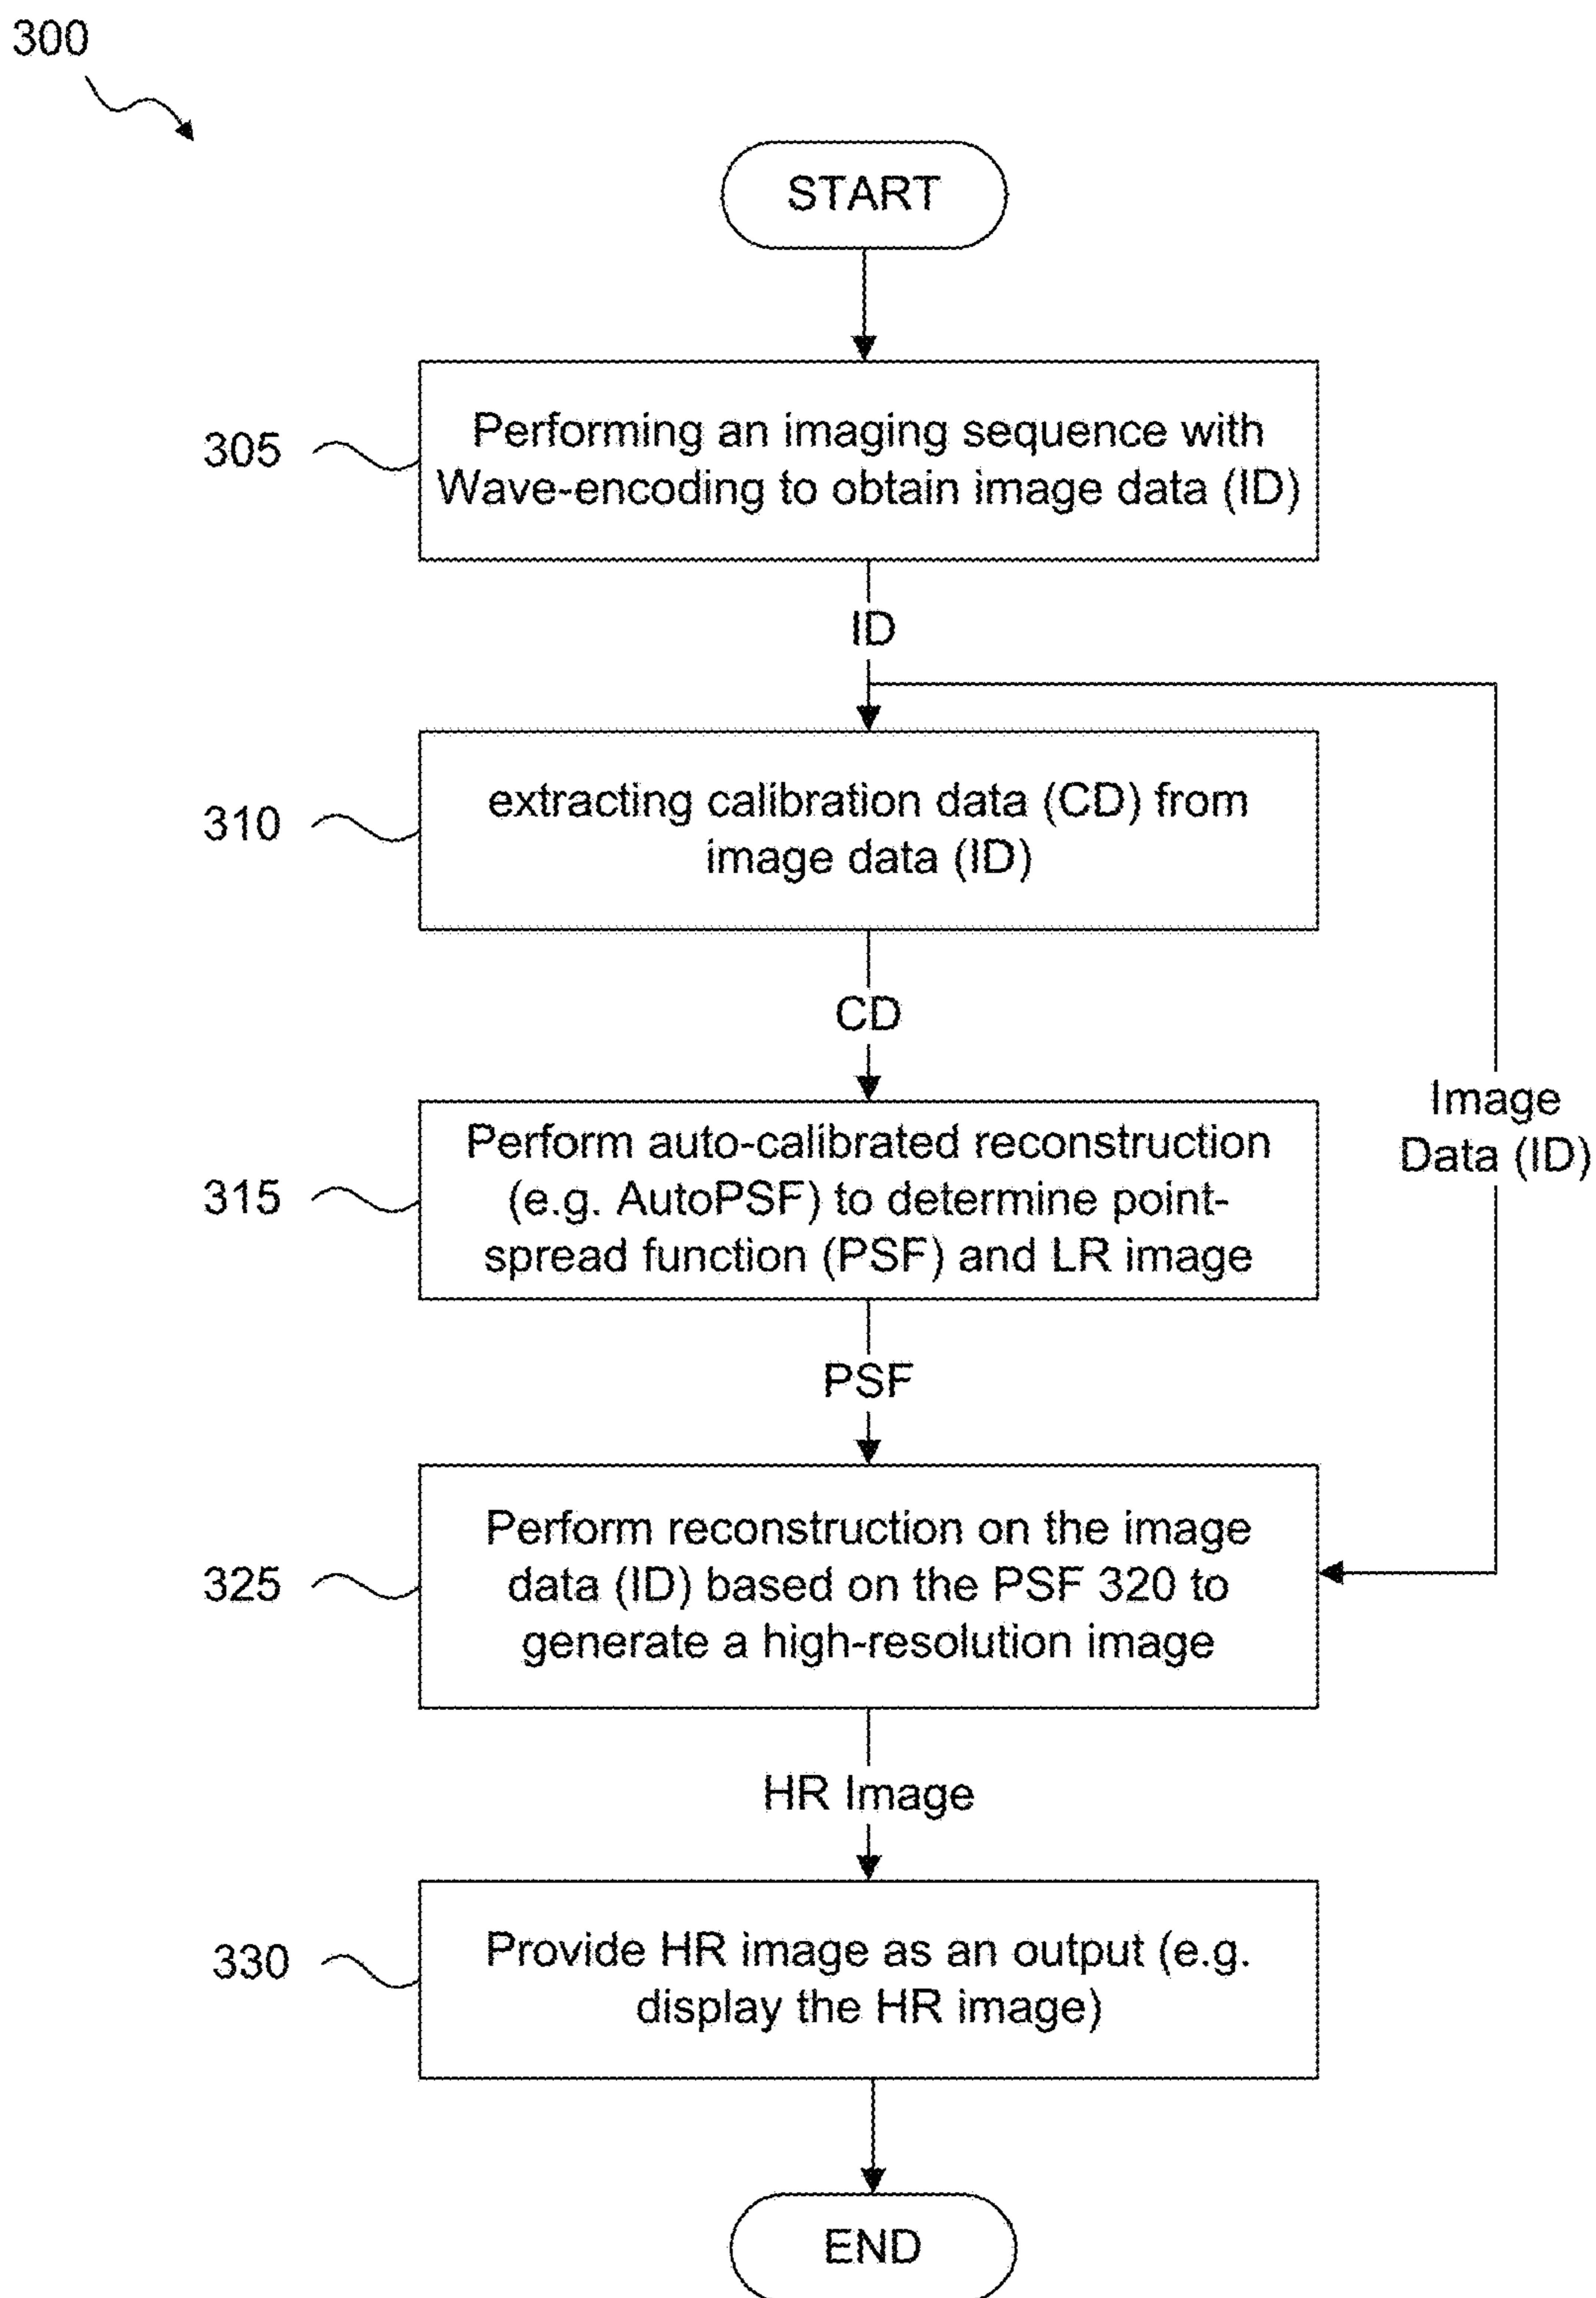 300
START
305
Performing an imaging sequence with
Wave-encoding to obtain image data (ID)
ID
310
extracting calibration data (CD) from
image data (ID)
CD
315
Perform auto-calibrated reconstruction
(e.g. AutoPSF) to determine point-
spread function (PSF) and LR image
Image
Data (ID)
PSF
325
Perform reconstruction on the image
data (ID) based on the PSF 320 to
generate a high-resolution image
HR Image
330
Provide HR image as an output (e.g.
display the HR image)
END